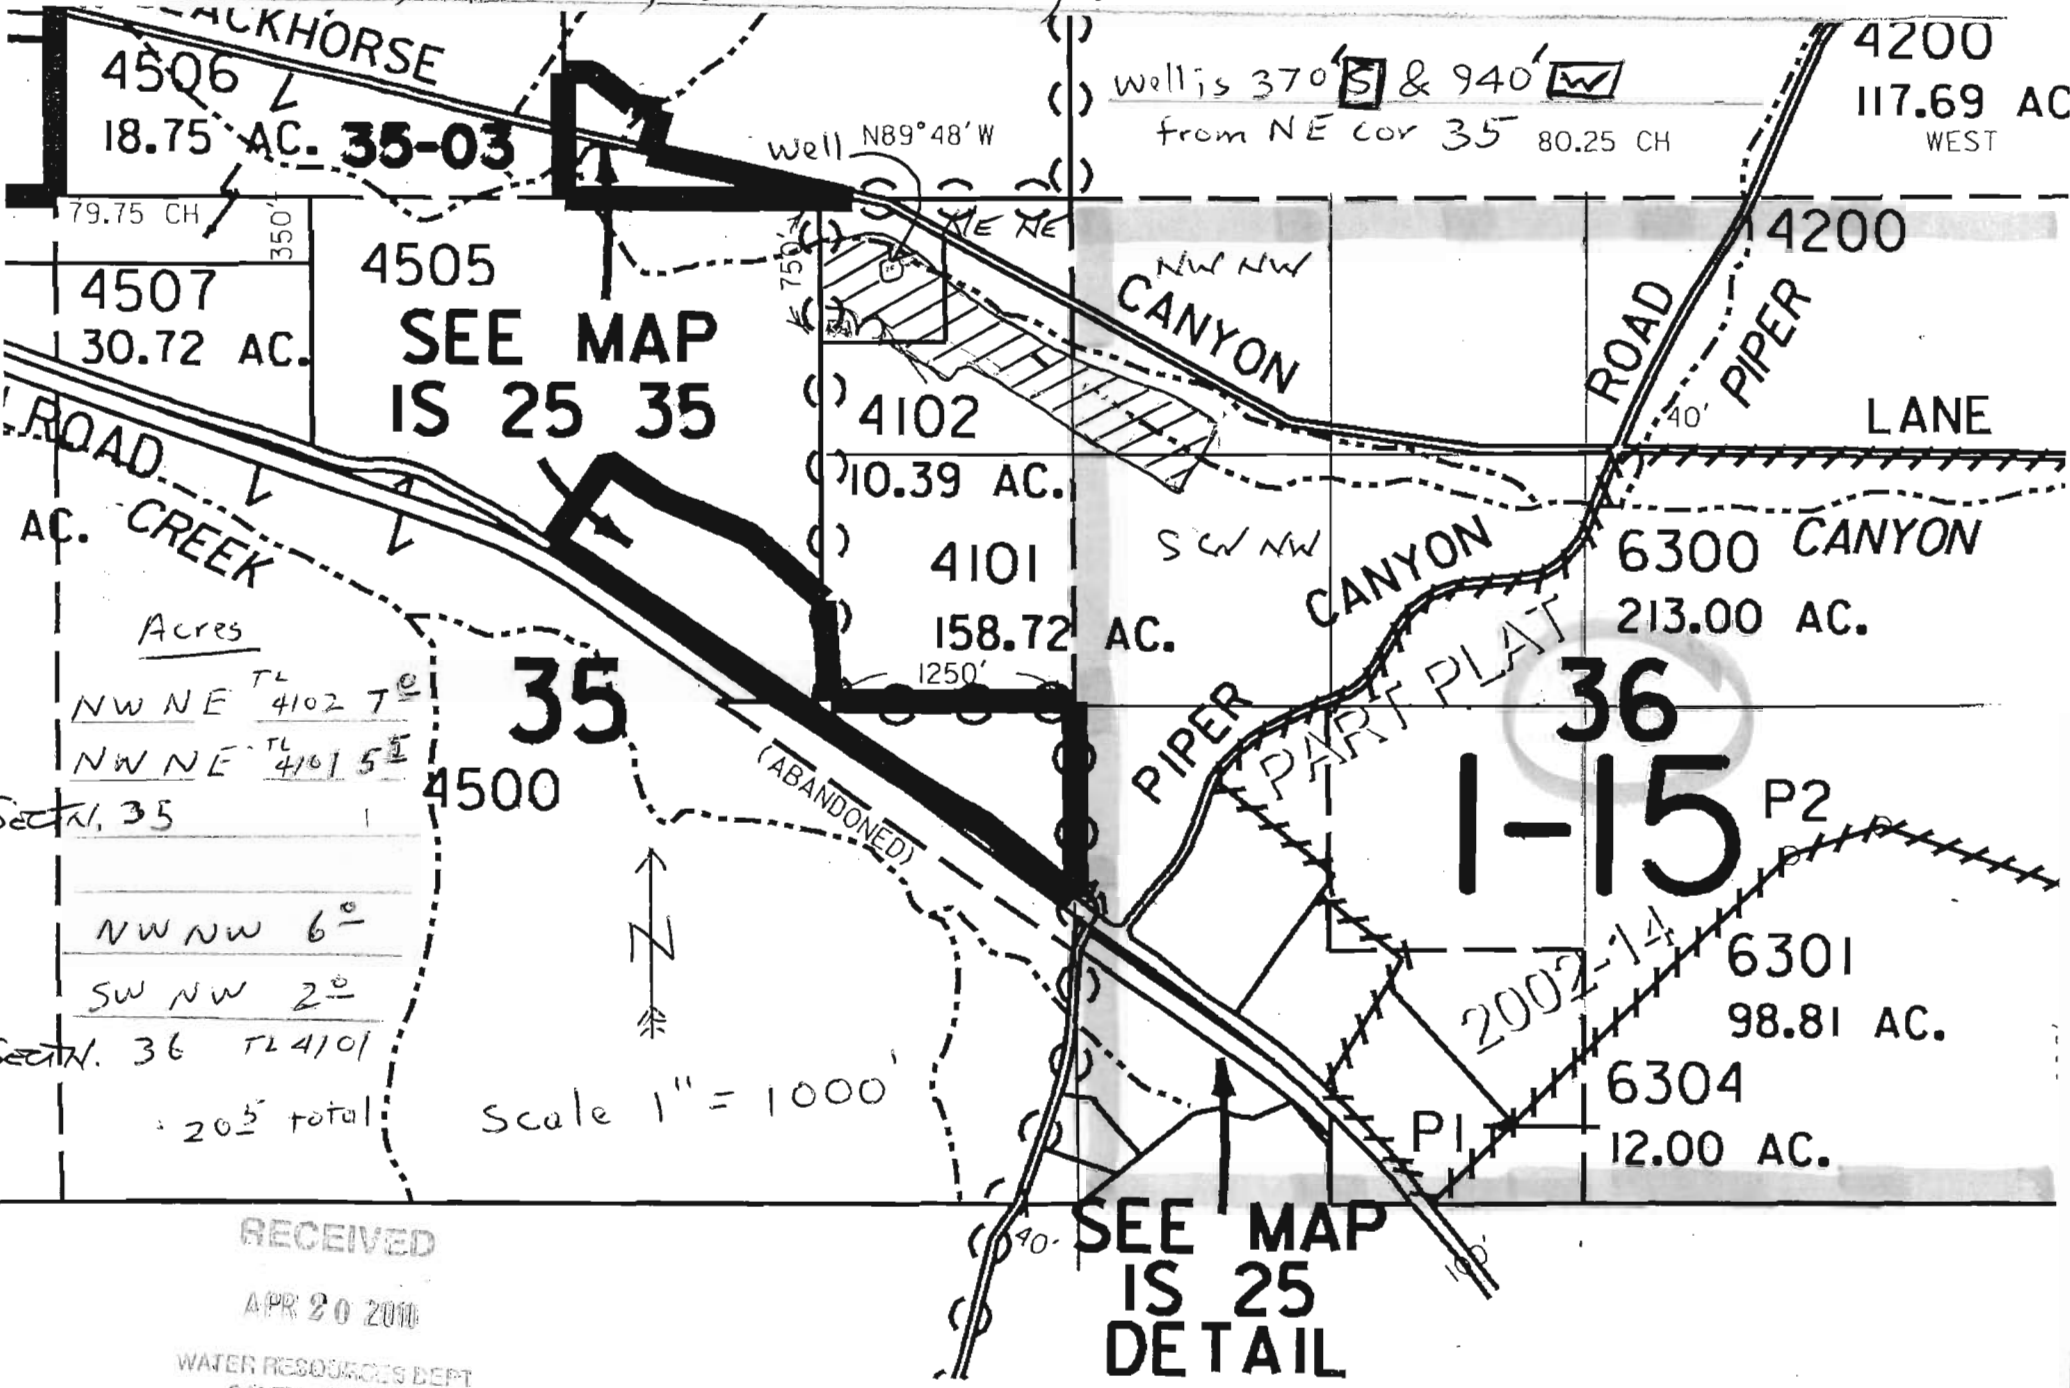 BLACKHORSE
4506
18.75 AC.
35-03
well
N89°48'W
well is 370' S & 940' W
from NE cor 35
80.25 CH
4200
117.69 AC
WEST
79.75 CH
350'
4505
4507
30.72 AC.
SEE MAP
IS 25 35
750'
NE NE
NW NW
CANYON
ROAD
PIPER
4200
40'
LANE
4102
10.39 AC.
4101
158.72 AC.
1250'
SW NW
CANYON
PIPER
6300
213.00 AC.
CANYON
ROAD
CREEK
AC.
Acres
NW NE TL 4102 7.0
NW NE TL 4101 5.5
Sectn. 35
NW NW 6.0
SW NW 2.0
Sectn. 36 TL 4101
20.5 total
35
4500
(ABANDONED)
N
Scale 1" = 1000'
PART PLAT
2002-14
36
1-15
P2
6301
98.81 AC.
6304
12.00 AC.
P1
40'
100'
SEE MAP
IS 25
DETAIL
RECEIVED
APR 20 2010
WATER RESOURCES DEPT